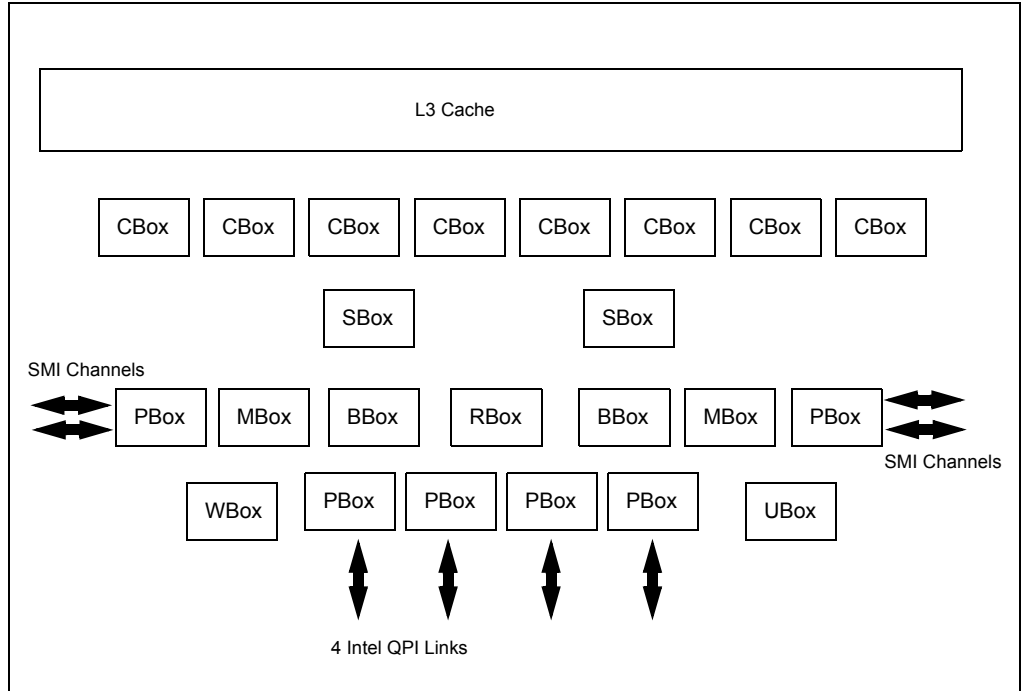 L3 Cache
CBox CBox CBox CBox CBox CBox CBox CBox
SBox SBox
SMI Channels
PBox MBox BBox RBox BBox MBox PBox
SMI Channels
WBox PBox PBox PBox PBox UBox
4 Intel QPI Links